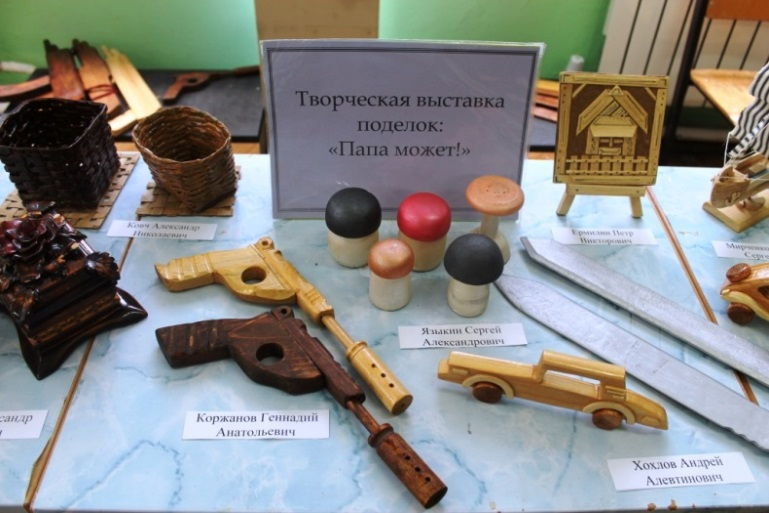 Творческая выставка
поделок:
«Папа может!»
Ковч Александр
Николаевич
Ермилин Петр
Викторович
Языкин Сергей
Александрович
Коржанов Геннадий
Анатольевич
Хохлов Андрей
Алевтинович